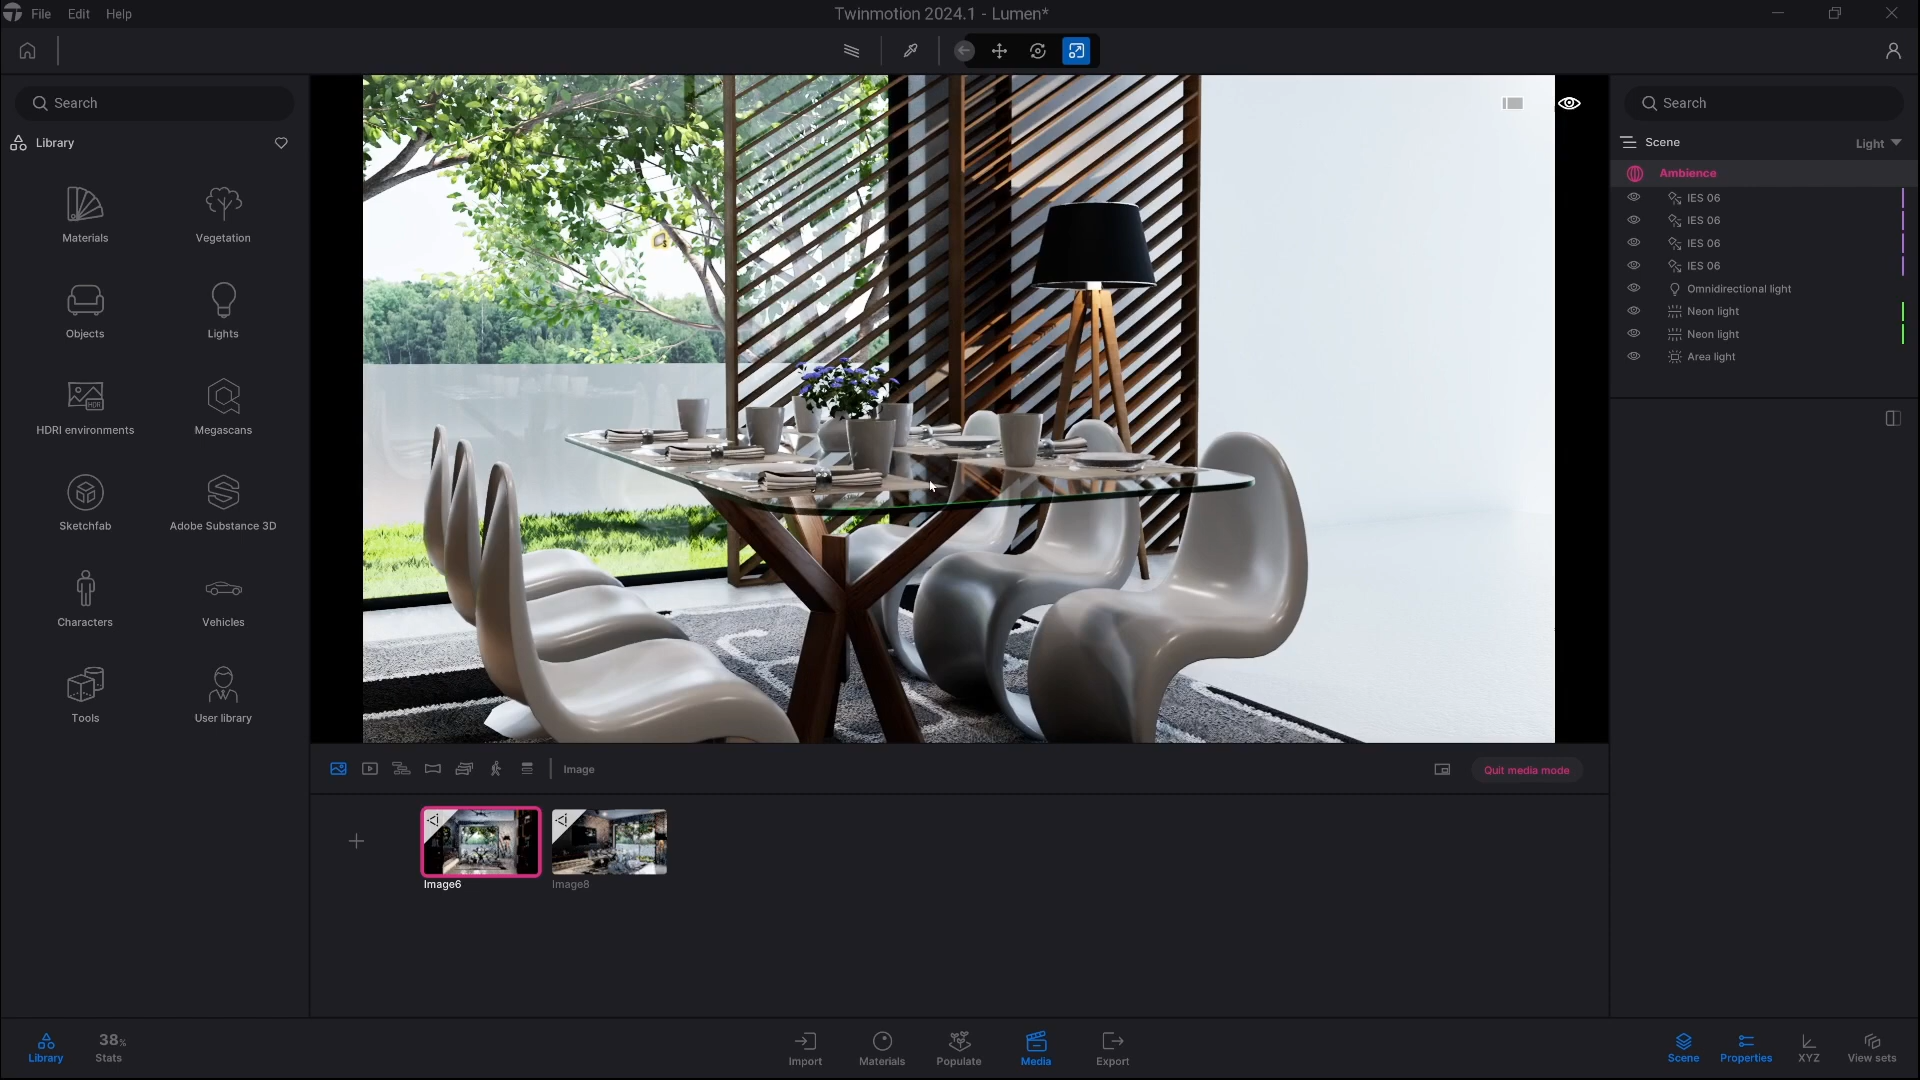 File Edit Help
Twinmotion 2024.1 - Lumen*
Search
Library
Materials
Vegetation
Objects
Lights
HDR
HDRI environments
Megascans
Sketchfab
Adobe Substance 3D
Characters
Vehicles
Tools
User library
Search
Scene
Light
Ambience
IES 06
IES 06
IES 06
IES 06
Omnidirectional light
Neon light
Neon light
Area light
Image
Quit media mode
Image6
Image8
Library
38%
Stats
Import
Materials
Populate
Media
Export
Scene
Properties
XYZ
View sets